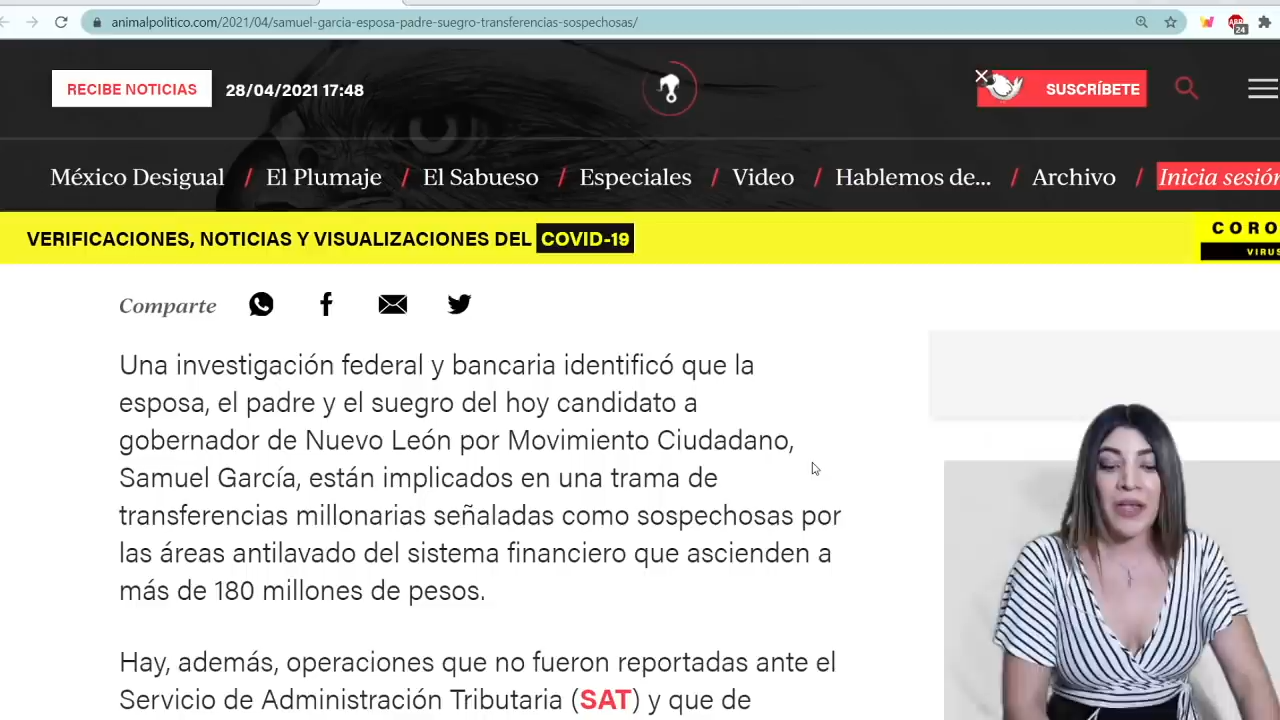 animalpolitico.com/2021/04/samuel-garcia-esposa-padre-suegro-transferencias-sospechosas/
24
RECIBE NOTICIAS
28/04/2021 17:48
SUSCRÍBETE
México Desigual / El Plumaje / El Sabueso / Especiales / Video / Hablemos de... / Archivo / Inicia sesión
VERIFICACIONES, NOTICIAS Y VISUALIZACIONES DEL COVID-19
CORO
VIRUS
Comparte
Una investigación federal y bancaria identificó que la
esposa, el padre y el suegro del hoy candidato a
gobernador de Nuevo León por Movimiento Ciudadano,
Samuel García, están implicados en una trama de
transferencias millonarias señaladas como sospechosas por
las áreas antilavado del sistema financiero que ascienden a
más de 180 millones de pesos.
Hay, además, operaciones que no fueron reportadas ante el
Servicio de Administración Tributaria (SAT) y que de